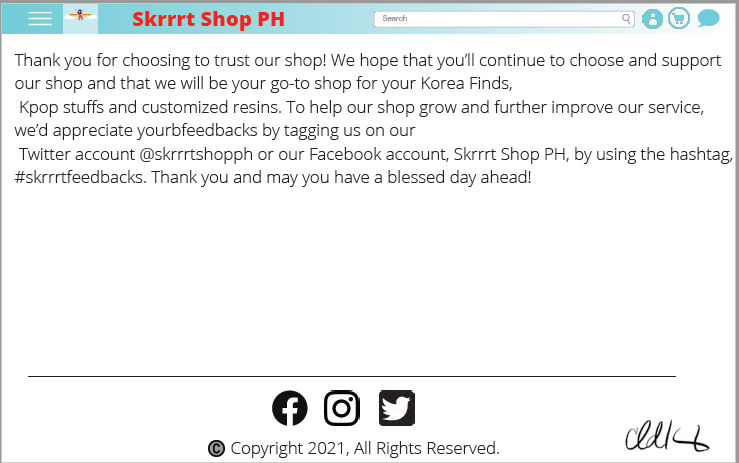 Skrrrt Shop PH
Search
Thank you for choosing to trust our shop! We hope that you’ll continue to choose and support
our shop and that we will be your go-to shop for your Korea Finds,
Kpop stuffs and customized resins. To help our shop grow and further improve our service,
we’d appreciate yourbfeedbacks by tagging us on our
Twitter account @skrrrtshopph or our Facebook account, Skrrrt Shop PH, by using the hashtag,
#skrrrtfeedbacks. Thank you and may you have a blessed day ahead!
© Copyright 2021, All Rights Reserved.